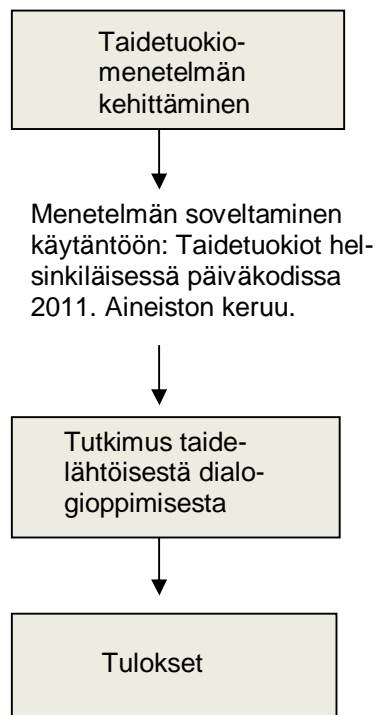 Taidetuokio-
menetelmän
kehittäminen
Menetelmän soveltaminen
käytäntöön: Taidetuokiot hel-
sinkiläisessä päiväkodissa
2011. Aineiston keruu.
Tutkimus taide-
lähtöisestä dialo-
gioppimisesta
Tulokset